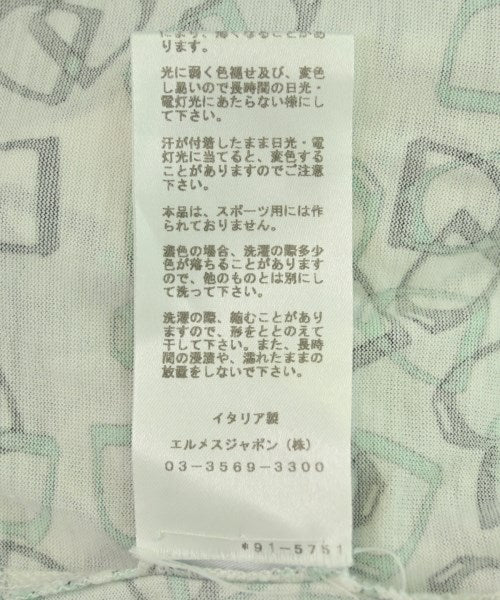 により、薄くなることがあ
ります。
光に弱く色褪せ及び、変色
し易いので長時間の日光・
電灯光にあたらない様にし
て下さい。
汗が付着したまま日光・電
灯光に当てると、変色する
ことがありますのでご注意
下さい。
本品は、スポーツ用には作
られておりません。
濃色の場合、洗濯の際多少
色が落ちることがあります
ので、他のものとは別にし
て洗って下さい。
洗濯の際、縮むことがあり
ますので、形をととのえて
干して下さい。また、長時
間の浸漬や、濡れたままの
放置をしないで下さい。
イタリア製
エルメスジャポン（株）
03-3569-3300
*91-5751